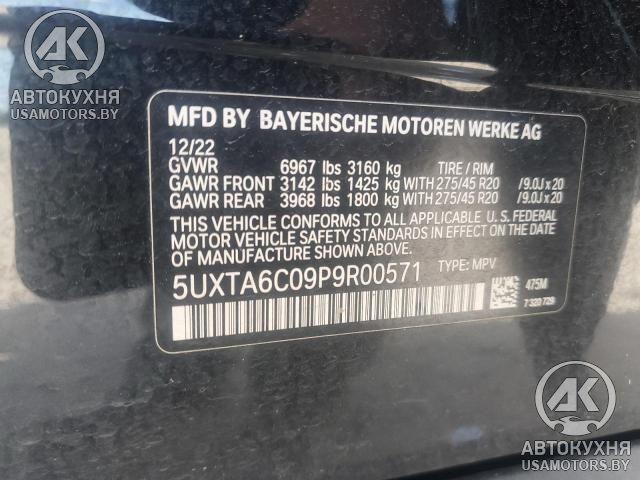 AK
АВТОКУХНЯ
USAMOTORS.BY
MFD BY BAYERISCHE MOTOREN WERKE AG
12/22
GVWR 6967 lbs 3160 kg TIRE / RIM
GAWR FRONT 3142 lbs 1425 kg WITH 275/45 R20 /9.0J x 20
GAWR REAR 3968 lbs 1800 kg WITH 275/45 R20 /9.0J x 20
THIS VEHICLE CONFORMS TO ALL APPLICABLE U. S. FEDERAL
MOTOR VEHICLE SAFETY STANDARDS IN EFFECT ON THE DATE
OF MANUFACTURE SHOWN ABOVE.
5UXTA6C09P9R00571 TYPE: MPV
475M
7 320 729
AK
АВТОКУХНЯ
USAMOTORS.BY